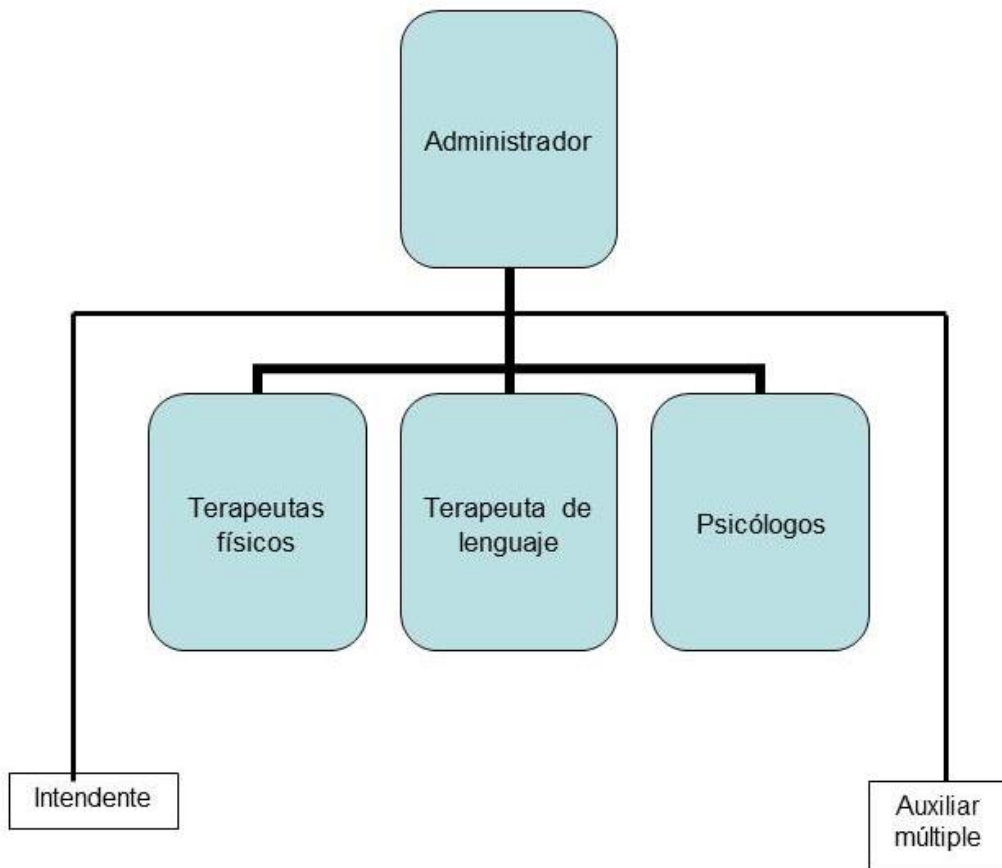 Administrador
Terapeutas
físicos
Terapeuta de
lenguaje
Psicólogos
Intendente
Auxiliar
múltiple